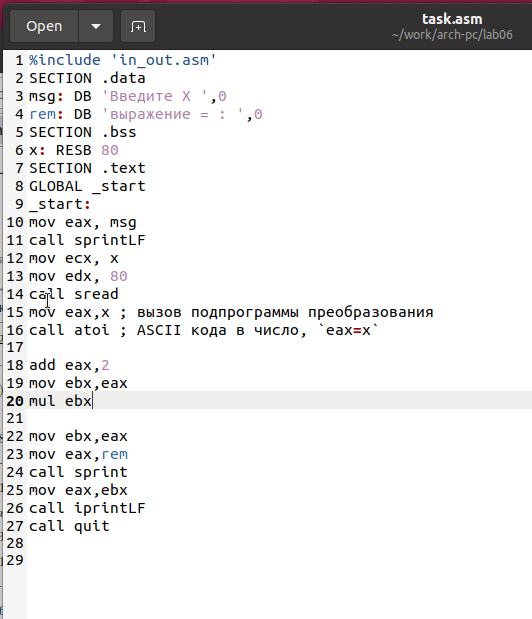 Open
task.asm
~/work/arch-pc/lab06
1 %include 'in_out.asm'
2 SECTION .data
3 msg: DB 'Введите X ',0
4 rem: DB 'выражение = : ',0
5 SECTION .bss
6 x: RESB 80
7 SECTION .text
8 GLOBAL _start
9 _start:
10 mov eax, msg
11 call sprintLF
12 mov ecx, x
13 mov edx, 80
14 call sread
15 mov eax,x ; вызов подпрограммы преобразования
16 call atoi ; ASCII кода в число, `eax=x`
17
18 add eax,2
19 mov ebx,eax
20 mul ebx
21
22 mov ebx,eax
23 mov eax,rem
24 call sprint
25 mov eax,ebx
26 call iprintLF
27 call quit
28
29